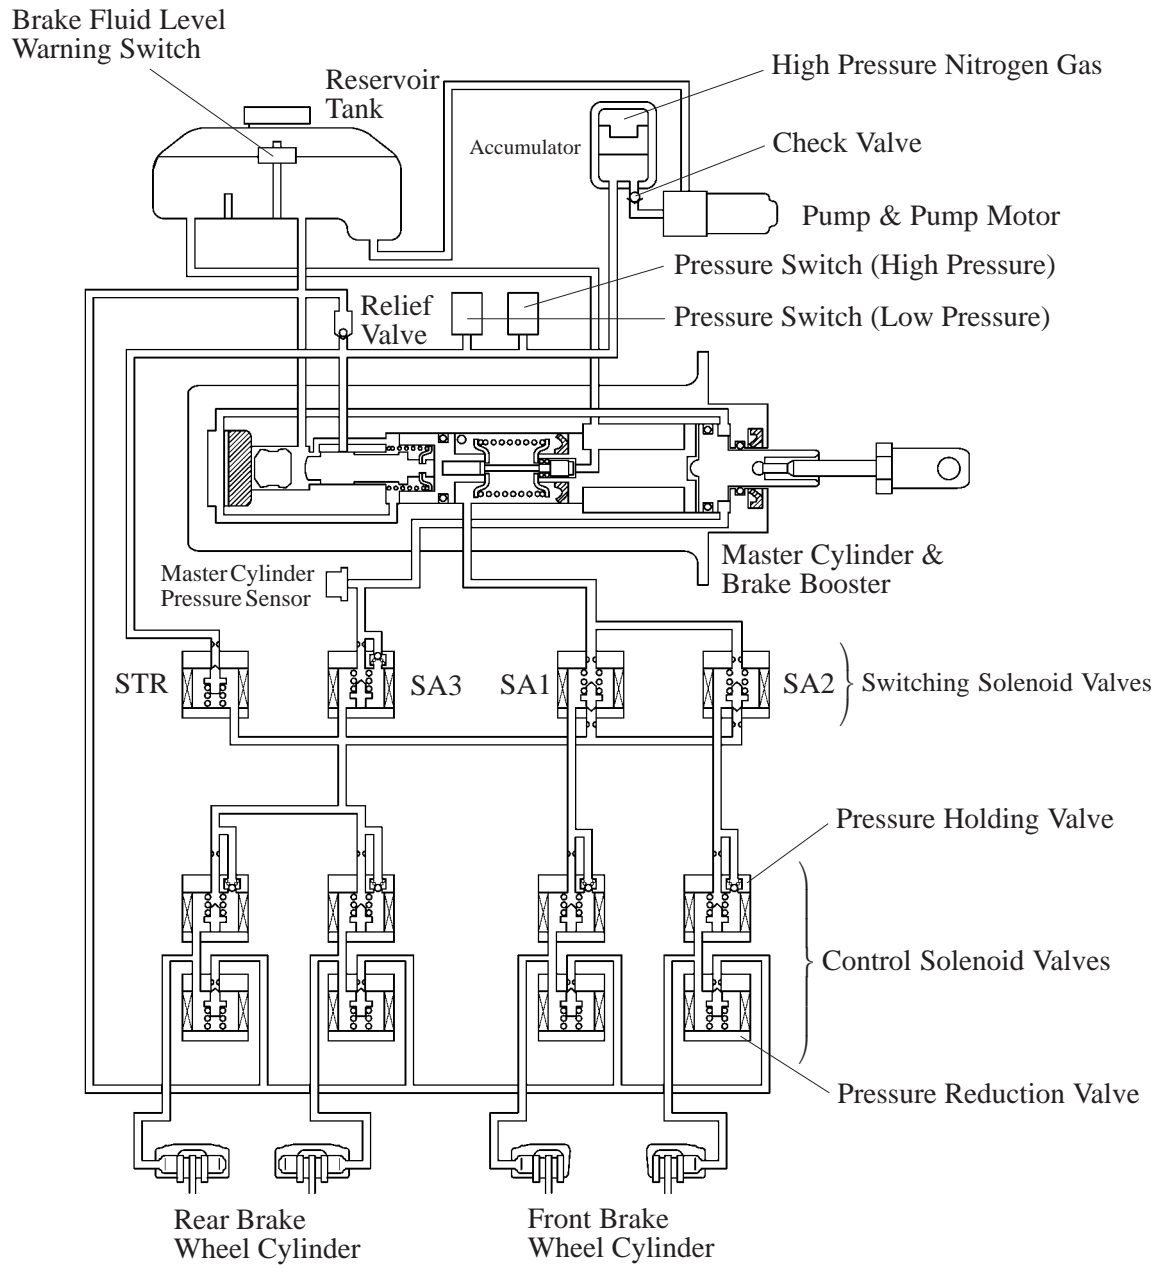 Brake Fluid Level
Warning Switch
Reservoir
Tank
High Pressure Nitrogen Gas
Accumulator
Check Valve
Pump & Pump Motor
Pressure Switch (High Pressure)
Relief
Valve
Pressure Switch (Low Pressure)
Master Cylinder &
Brake Booster
Master Cylinder
Pressure Sensor
STR
SA3
SA1
SA2
Switching Solenoid Valves
Pressure Holding Valve
Control Solenoid Valves
Pressure Reduction Valve
Rear Brake
Wheel Cylinder
Front Brake
Wheel Cylinder